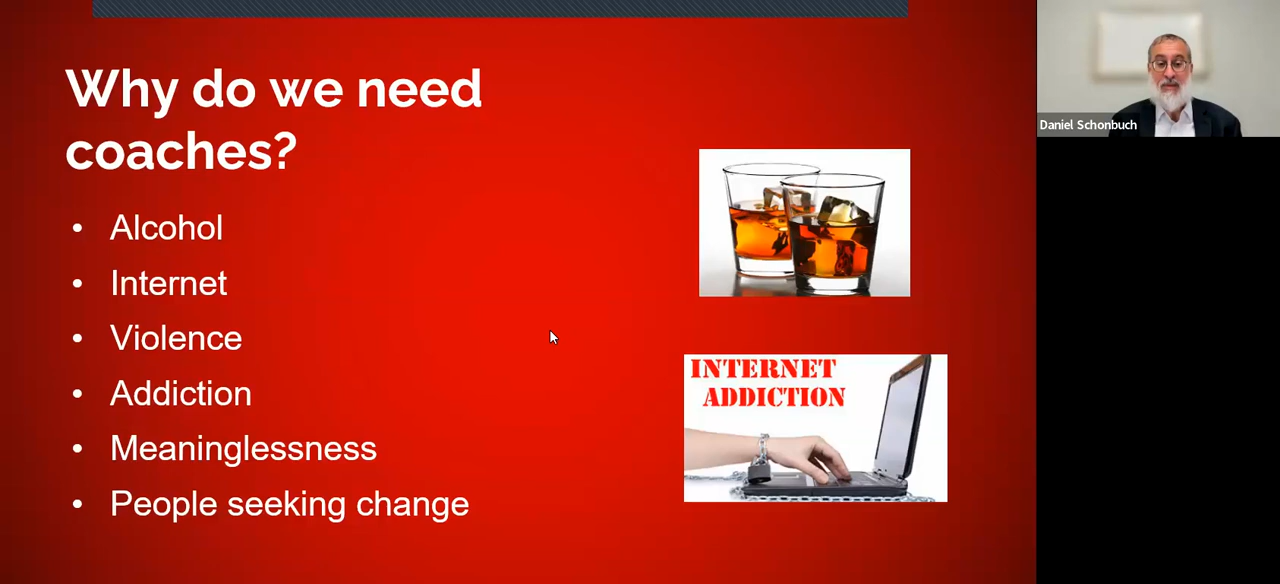 Why do we need
coaches?
• Alcohol
• Internet
• Violence
• Addiction
• Meaninglessness
• People seeking change
INTERNET
ADDICTION
Daniel Schonbuch